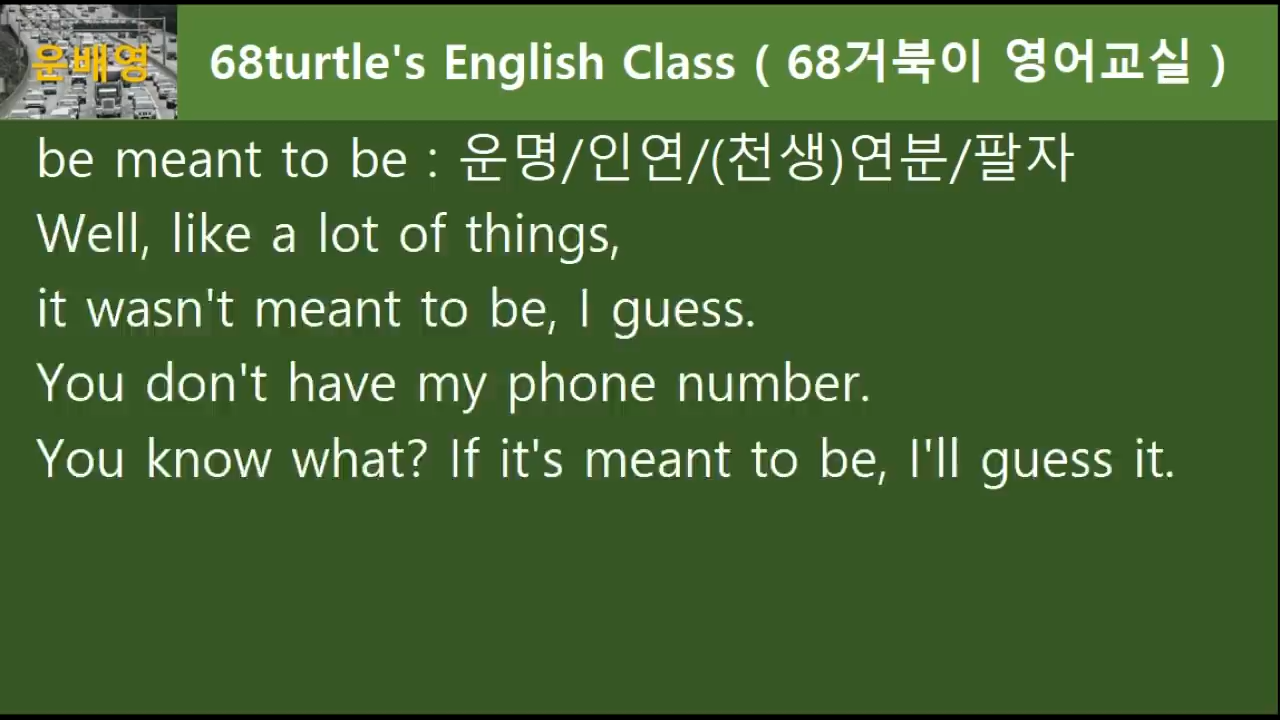 운배영
68turtle's English Class ( 68거북이 영어교실 )
be meant to be : 운명/인연/(천생)연분/팔자
Well, like a lot of things,
it wasn't meant to be, I guess.
You don't have my phone number.
You know what? If it's meant to be, I'll guess it.